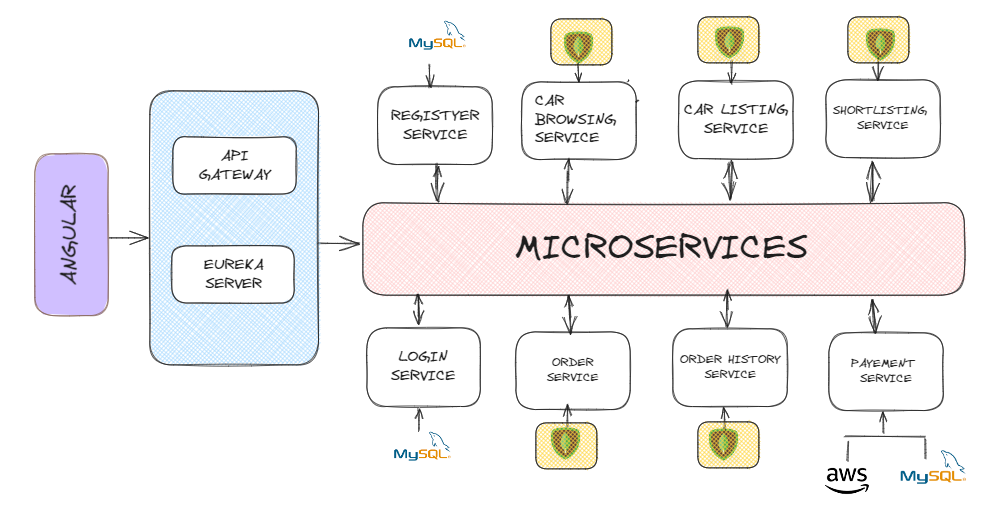 MySQL
REGISTYER
SERVICE
CAR
BROWSING
SERVICE
CAR LISTING
SERVICE
SHORTLISTING
SERVICE
API
GATEWAY
ANGULAR
EUREKA
SERVER
MICROSERVICES
LOGIN
SERVICE
ORDER
SERVICE
ORDER HISTORY
SERVICE
PAYEMENT
SERVICE
MySQL
aws
MySQL